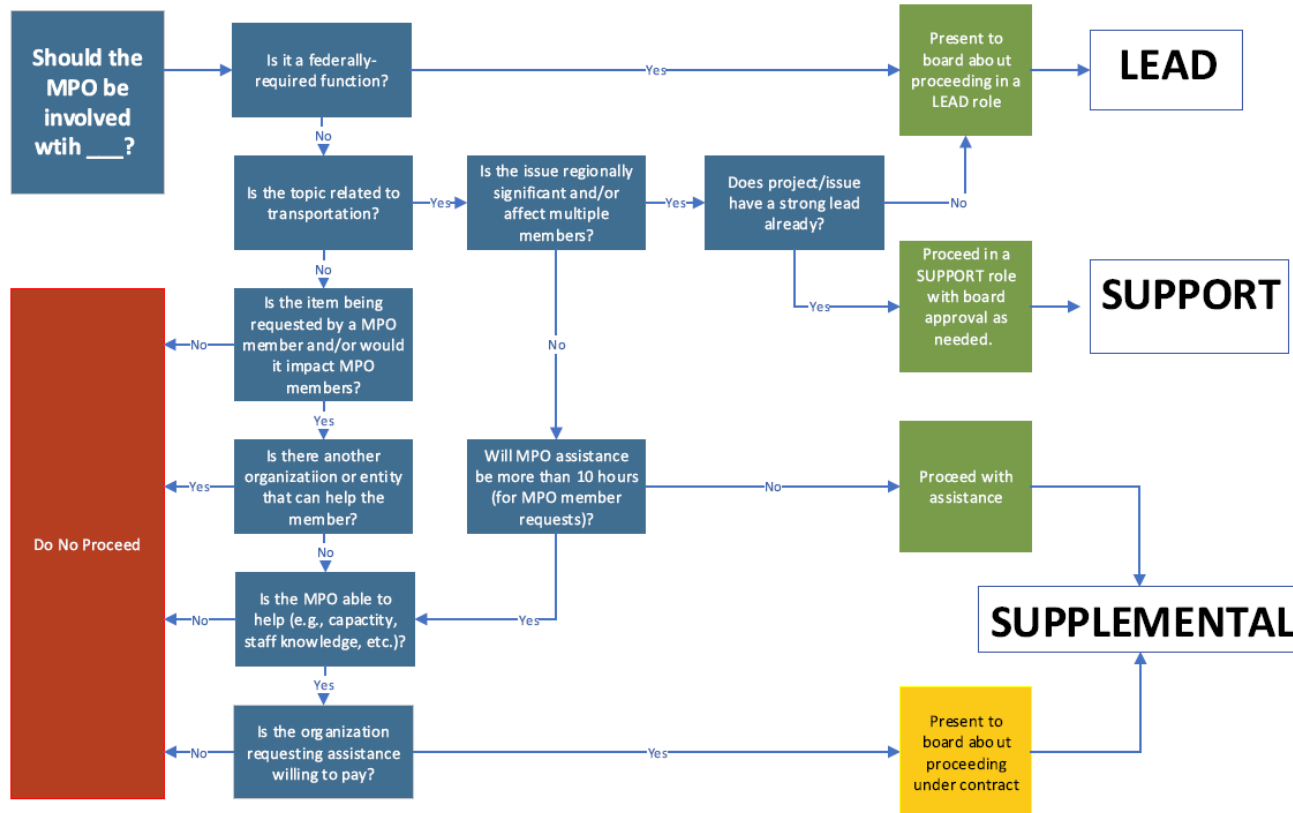 Should the
MPO be
involved
wtih ___?
Is it a federally-
required function?
Yes
Present to
board about
proceeding in a
LEAD role
LEAD
No
Is the topic related to
transportation?
Yes
Is the issue regionally
significant and/or
affect multiple
members?
Yes
Does project/issue
have a strong lead
already?
No
Yes
Proceed in a
SUPPORT role
with board
approval as
needed.
SUPPORT
No
Is the item being
requested by a MPO
member and/or would
it impact MPO
members?
No
No
Yes
Is there another
organizatiion or entity
that can help the
member?
Yes
Will MPO assistance
be more than 10 hours
(for MPO member
requests)?
No
Proceed with
assistance
Do No Proceed
No
Is the MPO able to
help (e.g., capactity,
staff knowledge, etc.)?
No
Yes
SUPPLEMENTAL
Yes
Is the organization
requesting assistance
willing to pay?
No
Yes
Present to
board about
proceeding
under contract